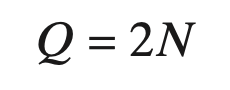 Q = 2N